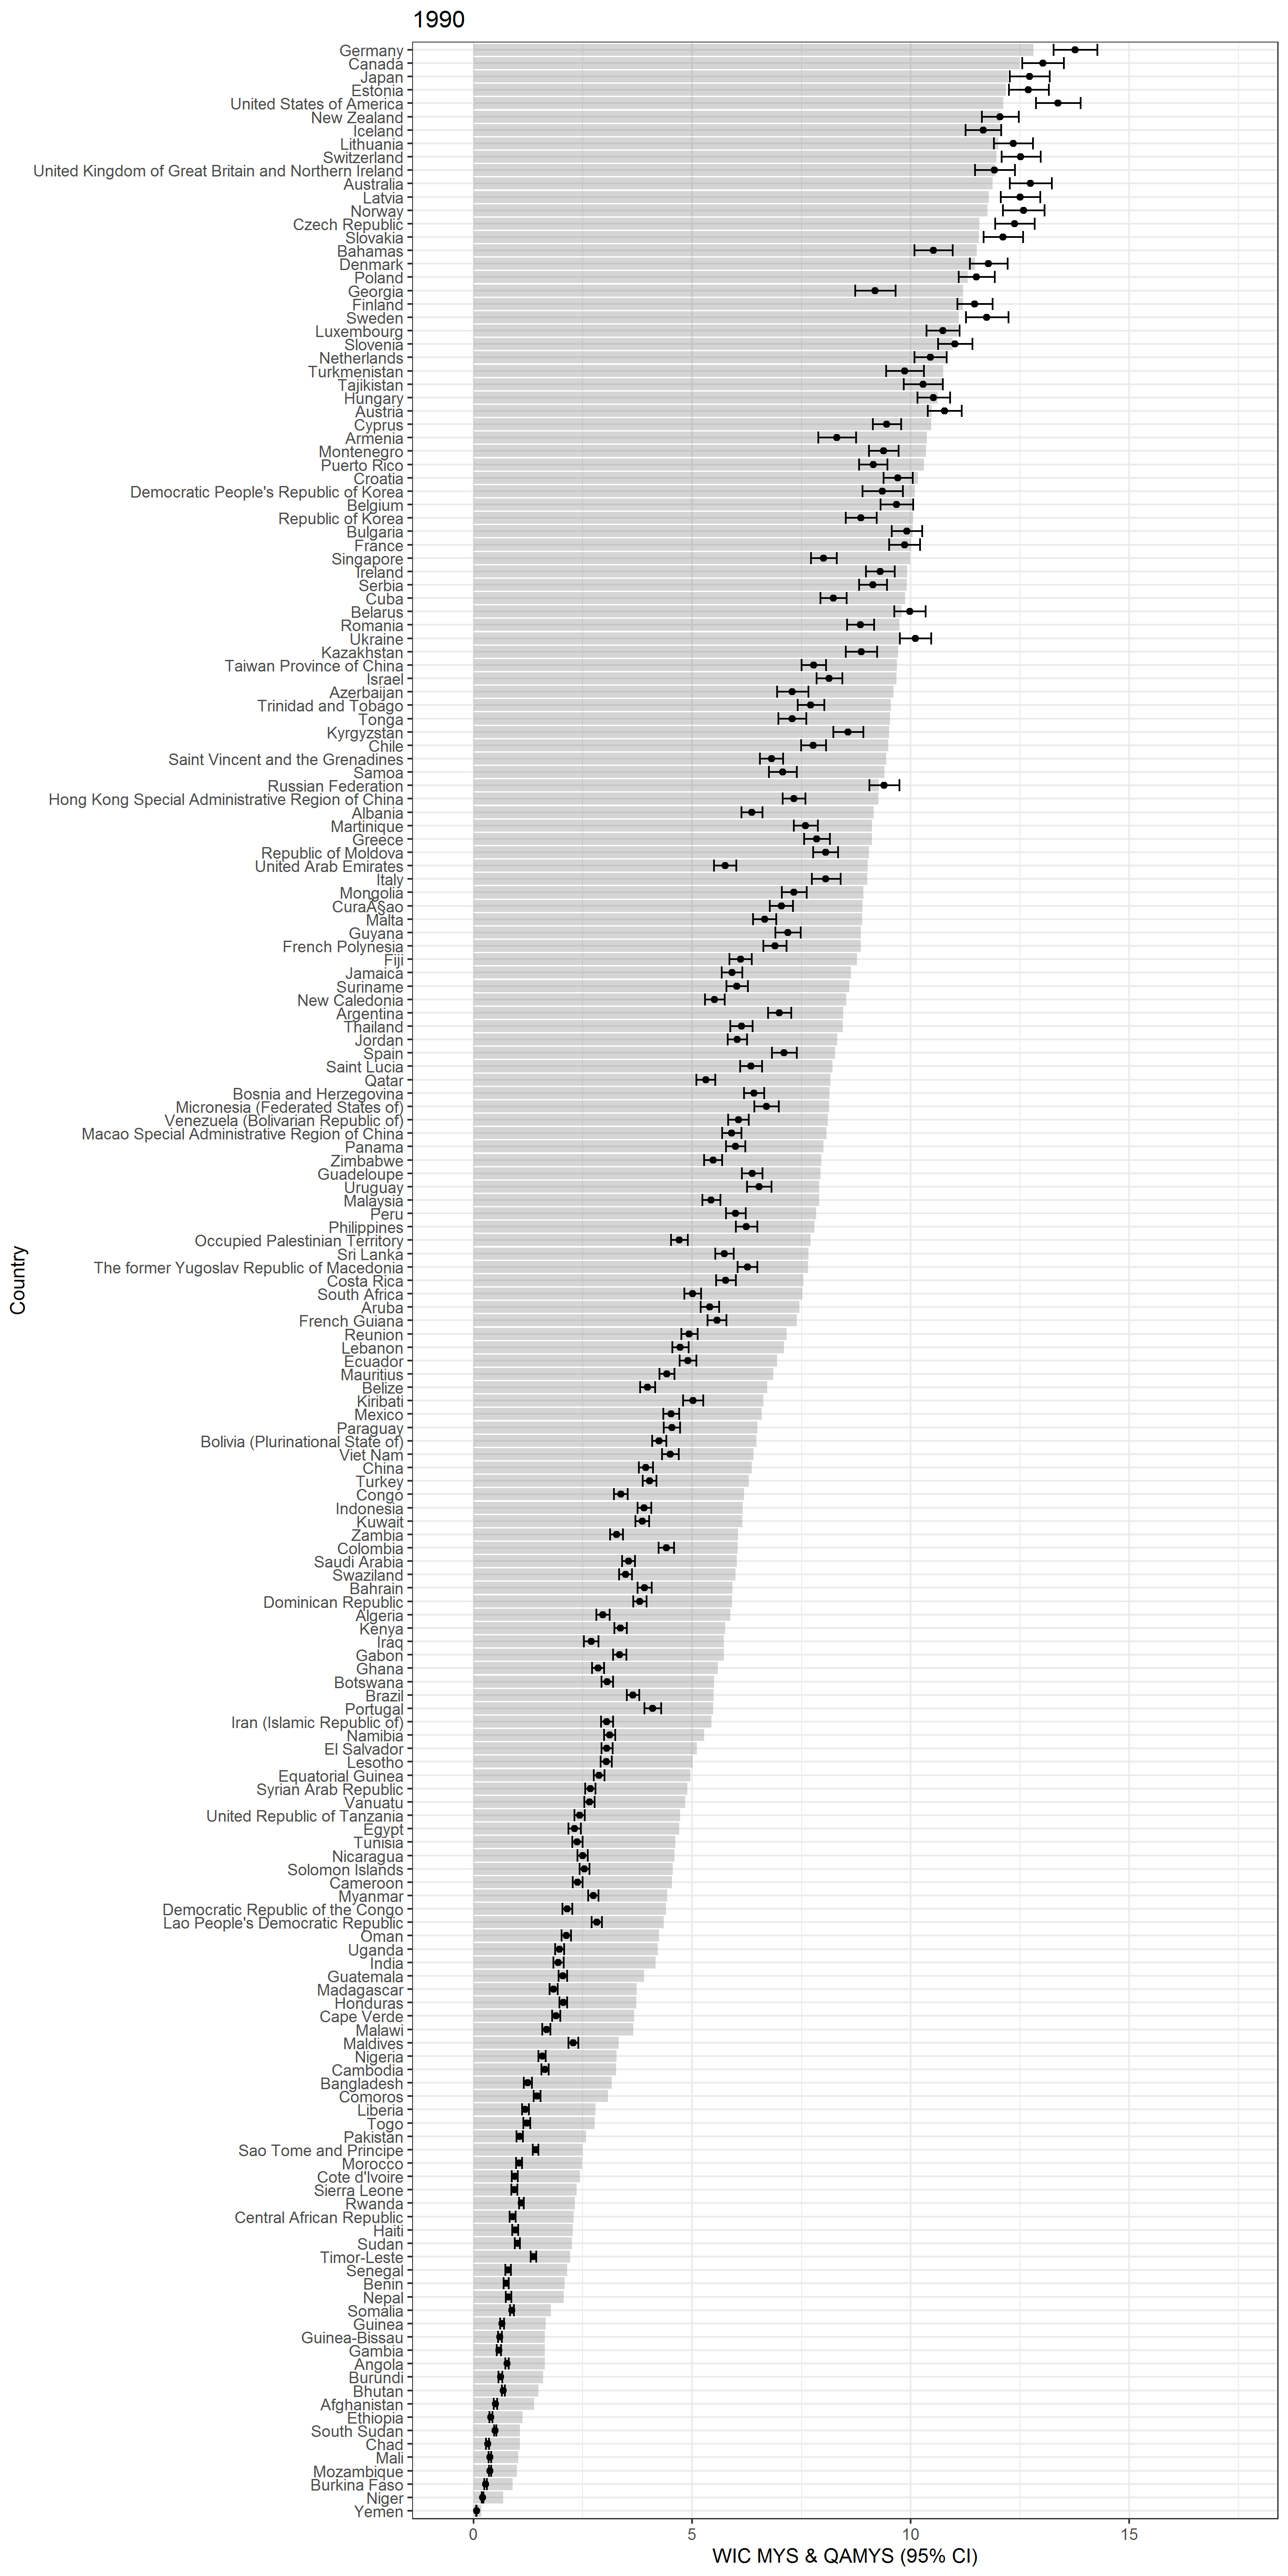 1990
Germany
Canada
Japan
Estonia
United States of America
New Zealand
Iceland
Lithuania
Switzerland
United Kingdom of Great Britain and Northern Ireland
Australia
Latvia
Norway
Czech Republic
Slovakia
Bahamas
Denmark
Poland
Georgia
Finland
Sweden
Luxembourg
Slovenia
Netherlands
Turkmenistan
Tajikistan
Hungary
Austria
Cyprus
Armenia
Montenegro
Puerto Rico
Croatia
Democratic People's Republic of Korea
Belgium
Republic of Korea
Bulgaria
France
Singapore
Ireland
Serbia
Cuba
Belarus
Romania
Ukraine
Kazakhstan
Taiwan Province of China
Israel
Azerbaijan
Trinidad and Tobago
Tonga
Kyrgyzstan
Chile
Saint Vincent and the Grenadines
Samoa
Russian Federation
Hong Kong Special Administrative Region of China
Albania
Martinique
Greece
Republic of Moldova
United Arab Emirates
Italy
Mongolia
CuraÃ§ao
Malta
Guyana
French Polynesia
Fiji
Jamaica
Suriname
New Caledonia
Argentina
Thailand
Jordan
Spain
Saint Lucia
Qatar
Bosnia and Herzegovina
Micronesia (Federated States of)
Venezuela (Bolivarian Republic of)
Macao Special Administrative Region of China
Panama
Zimbabwe
Guadeloupe
Uruguay
Malaysia
Peru
Philippines
Occupied Palestinian Territory
Sri Lanka
The former Yugoslav Republic of Macedonia
Costa Rica
South Africa
Aruba
French Guiana
Reunion
Lebanon
Ecuador
Mauritius
Belize
Kiribati
Mexico
Paraguay
Bolivia (Plurinational State of)
Viet Nam
China
Turkey
Congo
Indonesia
Kuwait
Zambia
Colombia
Saudi Arabia
Swaziland
Bahrain
Dominican Republic
Algeria
Kenya
Iraq
Gabon
Ghana
Botswana
Brazil
Portugal
Iran (Islamic Republic of)
Namibia
El Salvador
Lesotho
Equatorial Guinea
Syrian Arab Republic
Vanuatu
United Republic of Tanzania
Egypt
Tunisia
Nicaragua
Solomon Islands
Cameroon
Myanmar
Democratic Republic of the Congo
Lao People's Democratic Republic
Oman
Uganda
India
Guatemala
Madagascar
Honduras
Cape Verde
Malawi
Maldives
Nigeria
Cambodia
Bangladesh
Comoros
Liberia
Togo
Pakistan
Sao Tome and Principe
Morocco
Cote d'Ivoire
Sierra Leone
Rwanda
Central African Republic
Haiti
Sudan
Timor-Leste
Senegal
Benin
Nepal
Somalia
Guinea
Guinea-Bissau
Gambia
Angola
Burundi
Bhutan
Afghanistan
Ethiopia
South Sudan
Chad
Mali
Mozambique
Burkina Faso
Niger
Yemen
Country
0 5 10 15
WIC MYS & QAMYS (95% CI)